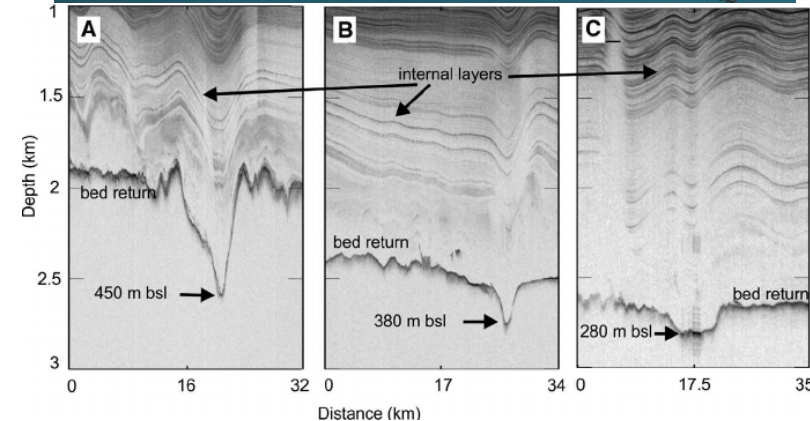 A
B
C
1
1.5
2
2.5
3
Depth (km)
internal layers
bed return
bed return
bed return
450 m bsl
380 m bsl
280 m bsl
0
16
32
0
17
34
0
17.5
35
Distance (km)